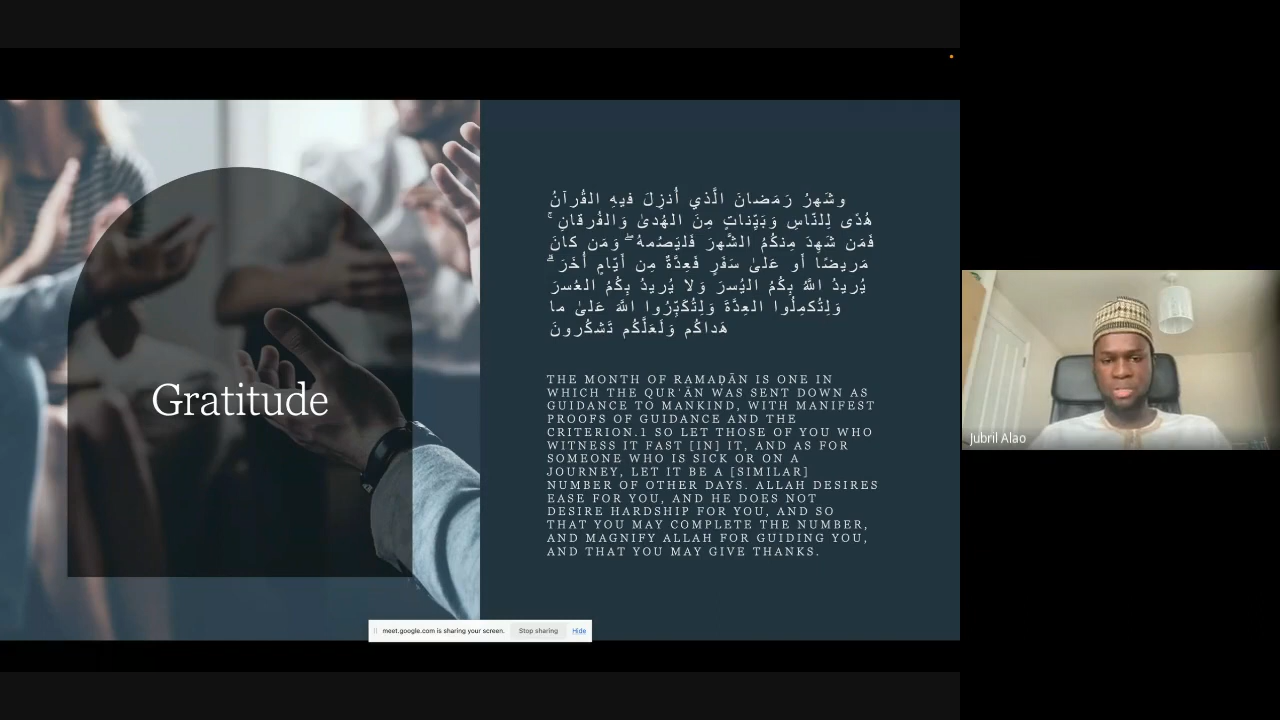 Gratitude
وشَهرُ رَمَضانَ الَّذي أُنزِلَ فيهِ القُرآنُ
هُدًى لِلنّاسِ وَبَيِّناتٍ مِنَ الهُدىٰ وَالفُرقانِ ۚ
فَمَن شَهِدَ مِنكُمُ الشَّهرَ فَليَصُمهُ ۖ وَمَن كانَ
مَريضًا أَو عَلىٰ سَفَرٍ فَعِدَّةٌ مِن أَيّامٍ أُخَرَ ۗ
يُريدُ اللَّهُ بِكُمُ اليُسرَ وَلا يُريدُ بِكُمُ العُسرَ
وَلِتُكمِلُوا العِدَّةَ وَلِتُكَبِّرُوا اللَّهَ عَلىٰ ما
هَداكُم وَلَعَلَّكُم تَشكُرونَ
THE MONTH OF RAMAḌĀN IS ONE IN
WHICH THE QURʾĀN WAS SENT DOWN AS
GUIDANCE TO MANKIND, WITH MANIFEST
PROOFS OF GUIDANCE AND THE
CRITERION.1 SO LET THOSE OF YOU WHO
WITNESS IT FAST [IN] IT, AND AS FOR
SOMEONE WHO IS SICK OR ON A
JOURNEY, LET IT BE A [SIMILAR]
NUMBER OF OTHER DAYS. ALLAH DESIRES
EASE FOR YOU, AND HE DOES NOT
DESIRE HARDSHIP FOR YOU, AND SO
THAT YOU MAY COMPLETE THE NUMBER,
AND MAGNIFY ALLAH FOR GUIDING YOU,
AND THAT YOU MAY GIVE THANKS.
Jubril Alao
meet.google.com is sharing your screen. Stop sharing Hide